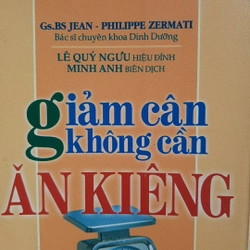 Gs.BS JEAN - PHILIPPE ZERMATI
Bác sĩ chuyên khoa Dinh Dưỡng
LÊ QUÝ NGƯU HIỆU ĐÍNH
MINH ANH BIÊN DỊCH
giảm cân
không cần
ĂN KIÊNG